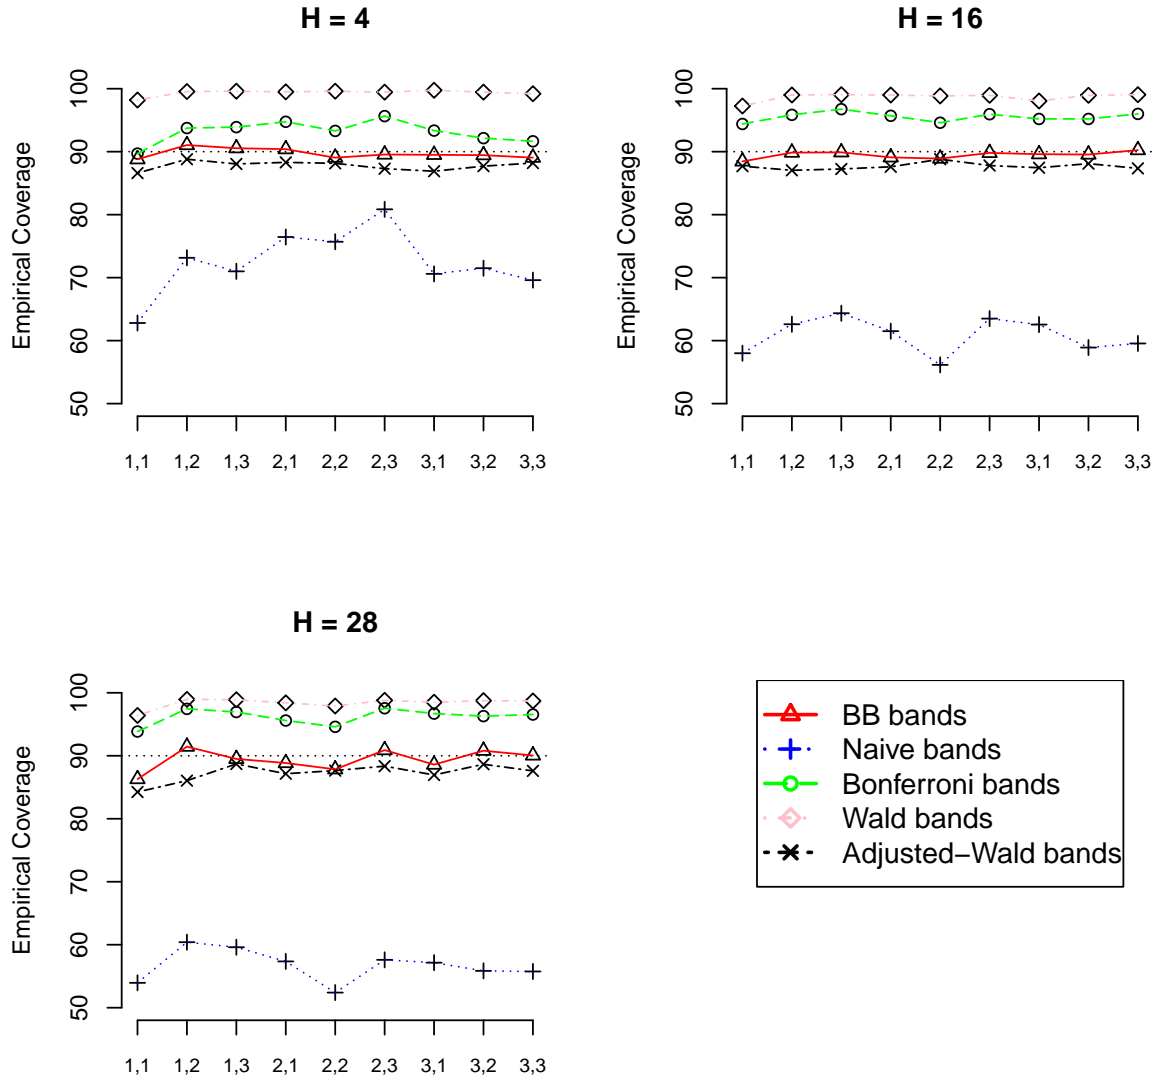 H = 4
Empirical Coverage
100
90
80
70
60
50
1,1 1,2 1,3 2,1 2,2 2,3 3,1 3,2 3,3
H = 16
Empirical Coverage
100
90
80
70
60
50
1,1 1,2 1,3 2,1 2,2 2,3 3,1 3,2 3,3
H = 28
Empirical Coverage
100
90
80
70
60
50
1,1 1,2 1,3 2,1 2,2 2,3 3,1 3,2 3,3
BB bands
Naive bands
Bonferroni bands
Wald bands
Adjusted−Wald bands